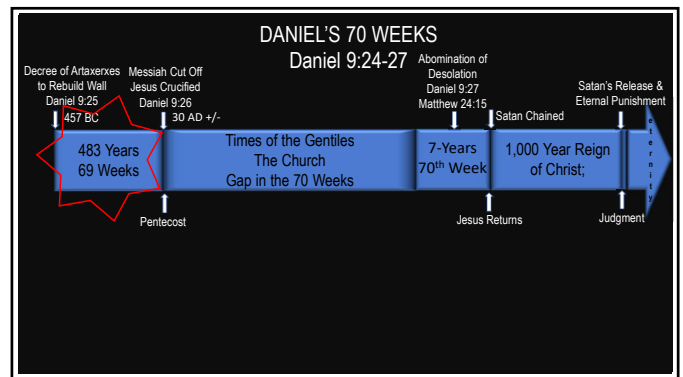 DANIEL'S 70 WEEKS
Daniel 9:24-27
Decree of Artaxerxes
to Rebuild Wall
Daniel 9:25
457 BC
Messiah Cut Off
Jesus Crucified
Daniel 9:26
30 AD +/-
Abomination of
Desolation
Daniel 9:27
Matthew 24:15
Satan Chained
Satan's Release &
Eternal Punishment
483 Years
69 Weeks
Times of the Gentiles
The Church
Gap in the 70 Weeks
7-Years
70th Week
1,000 Year Reign
of Christ;
eternity
Pentecost
Jesus Returns
Judgment